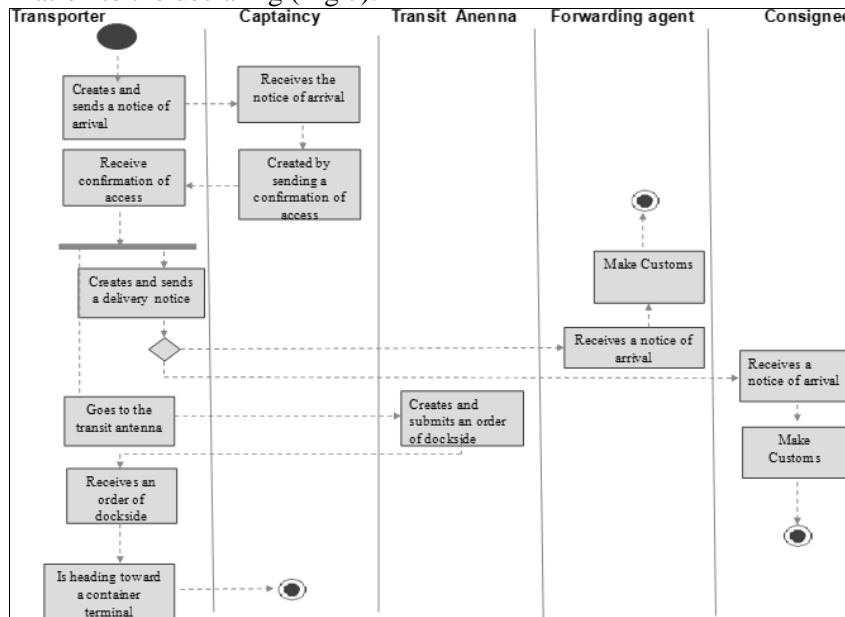 to the
Transporter
Captaincy
Transit Anenna
Forwarding agent
Consignee
Creates and
sends a notice of
arrival
Receives the
notice of arrival
Receive
confirmation of
access
Created by
sending a
confirmation of
access
Make Customs
Creates and sends
a delivery notice
Receives a notice of
arrival
Receives a
notice of arrival
Goes to the
transit antenna
Creates and
submits an order
of dockside
Make
Customs
Receives an
order of
dockside
Is heading toward
a container
terminal